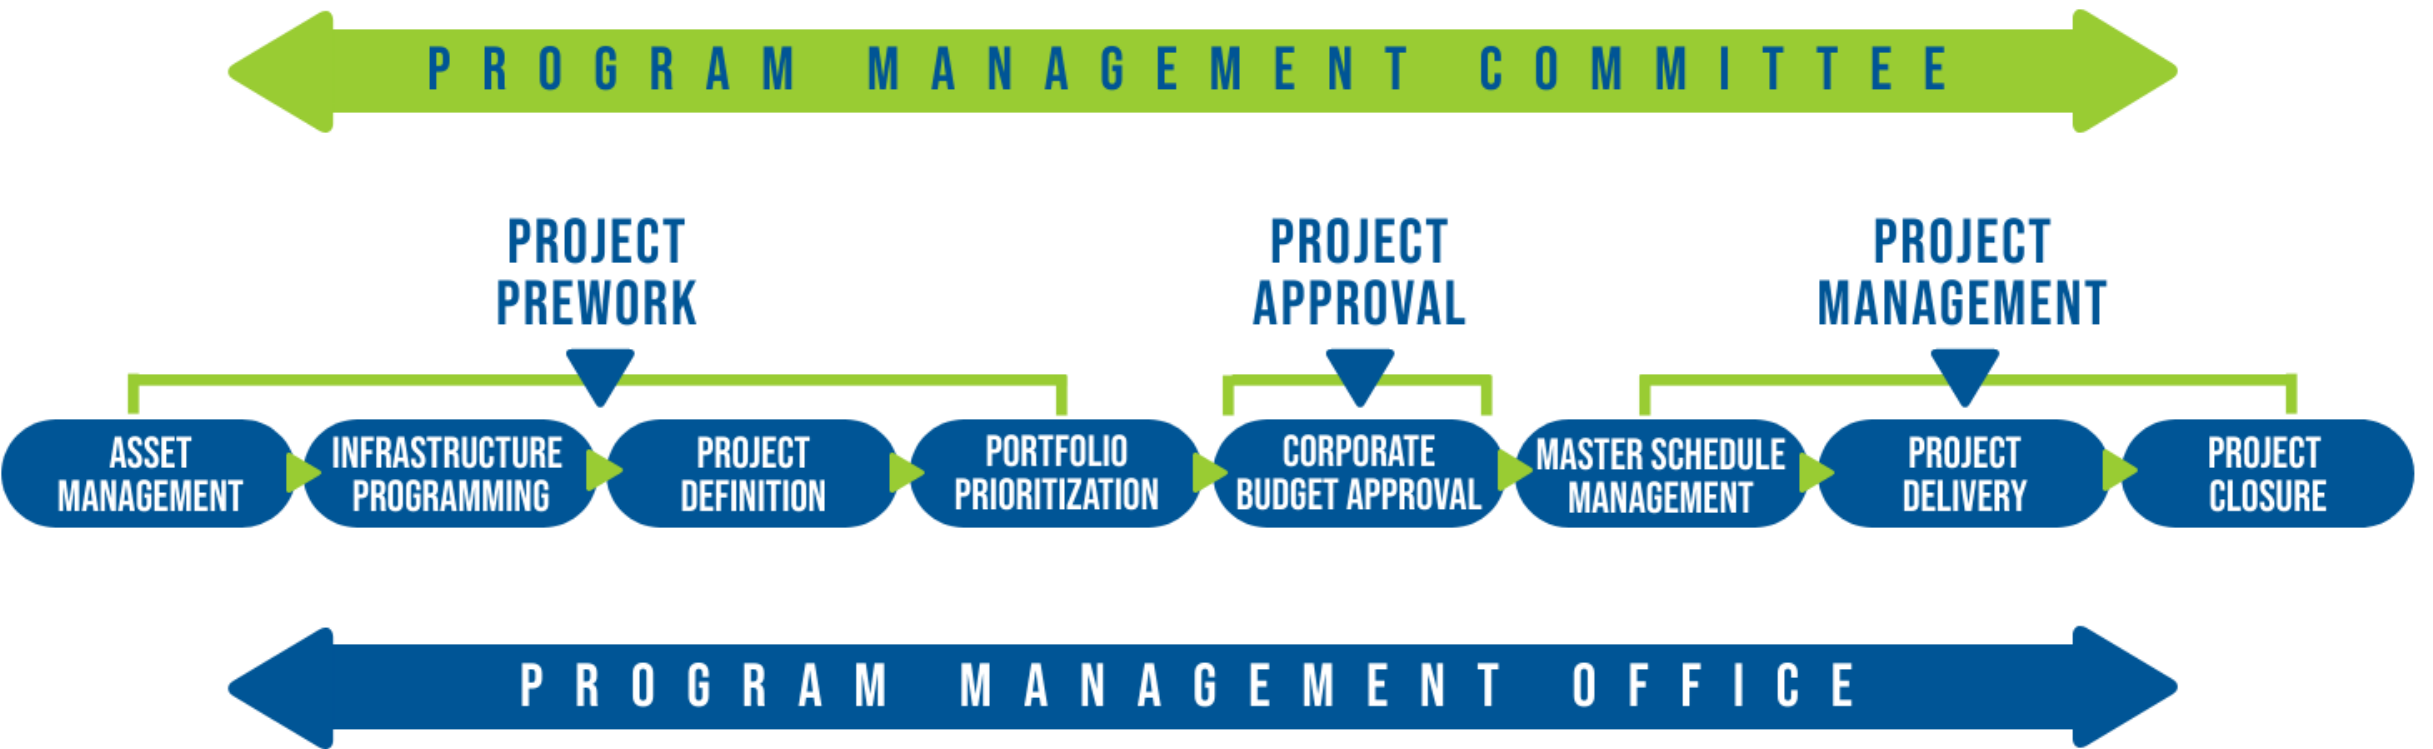 PROGRAM MANAGEMENT COMMITTEE
PROJECT
PREWORK
PROJECT
APPROVAL
PROJECT
MANAGEMENT
ASSET
MANAGEMENT
INFRASTRUCTURE
PROGRAMMING
PROJECT
DEFINITION
PORTFOLIO
PRIORITIZATION
CORPORATE
BUDGET APPROVAL
MASTER SCHEDULE
MANAGEMENT
PROJECT
DELIVERY
PROJECT
CLOSURE
PROGRAM MANAGEMENT OFFICE